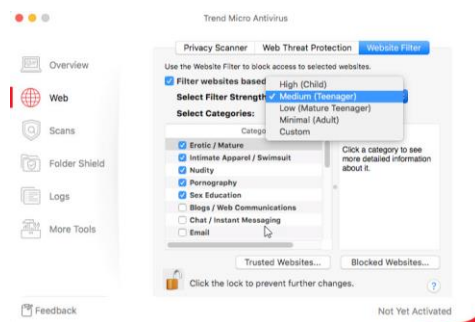 Trend Micro Antivirus
Privacy Scanner Web Threat Protection Website Filter
Overview
Web
Scans
Folder Shield
Logs
More Tools
Feedback
Use the Website Filter to block access to selected websites.
Filter websites based
Select Filter Strength
Select Categories:
High (Child)
✓ Medium (Teenager)
Low (Mature Teenager)
Minimal (Adult)
Custom
Catego
Erotic / Mature
Intimate Apparel / Swimsuit
Nudity
Pornography
Sex Education
Blogs / Web Communications
Chat / Instant Messaging
Email
Click a category to see
more detailed information
about it.
Trusted Websites... Blocked Websites...
Click the lock to prevent further changes.
?
Not Yet Activated